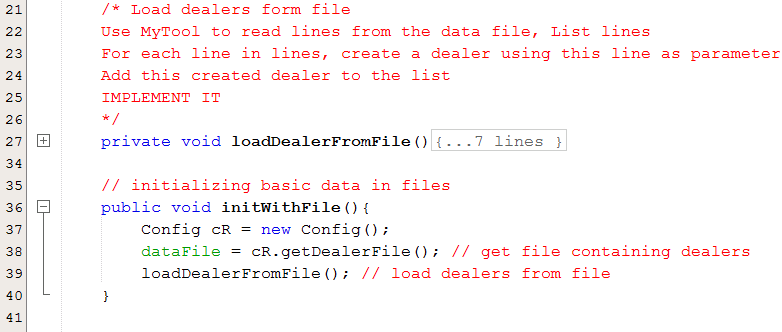 21 /* Load dealers form file
22 Use MyTool to read lines from the data file, List lines
23 For each line in lines, create a dealer using this line as parameter
24 Add this created dealer to the list
25 IMPLEMENT IT
26 */
27 private void loadDealerFromFile() {...7 lines }
34
35 // initializing basic data in files
36 public void initWithFile(){
37 Config cR = new Config();
38 dataFile = cR.getDealerFile(); // get file containing dealers
39 loadDealerFromFile(); // load dealers from file
40 }
41